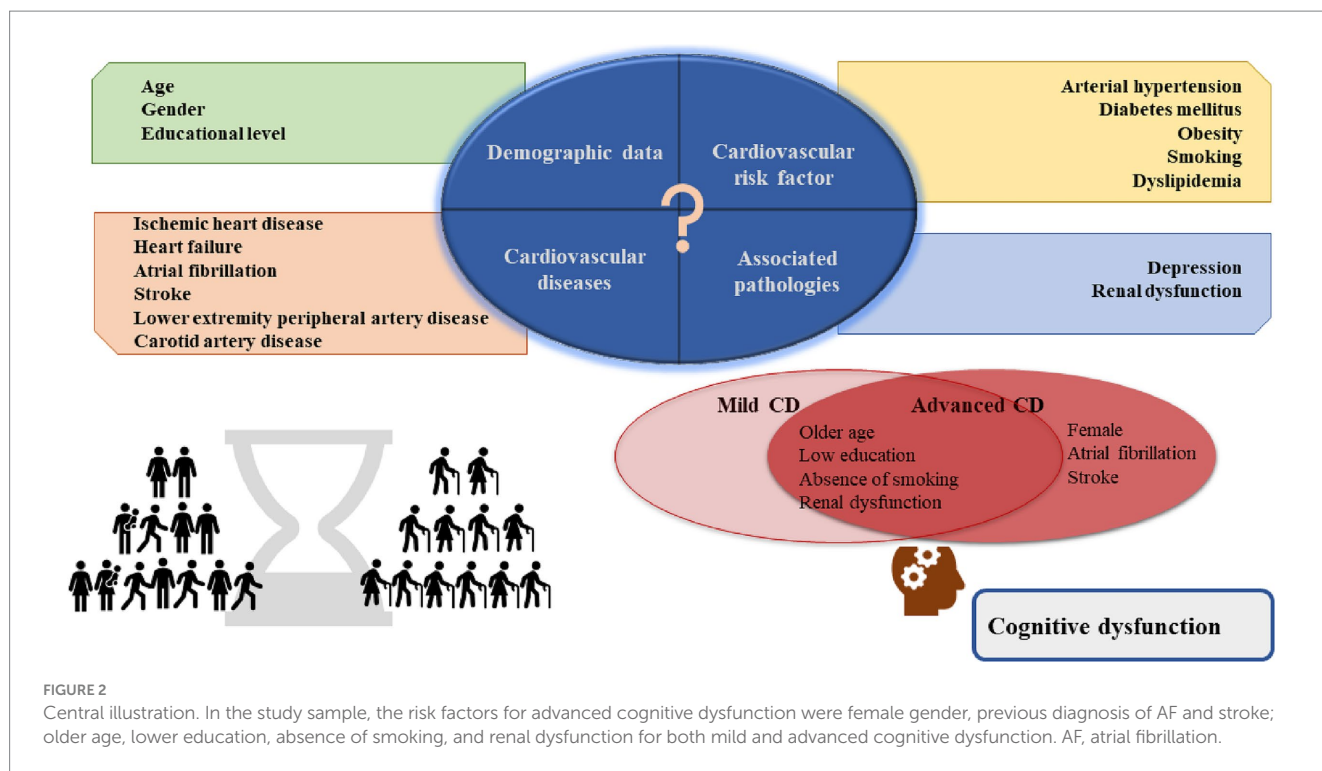 Age
Gender
Educational level
Ischemic heart disease
Heart failure
Atrial fibrillation
Stroke
Lower extremity peripheral artery disease
Carotid artery disease
Demographic data
Cardiovascular
risk factor
?
Cardiovascular
diseases
Associated
pathologies
Arterial hypertension
Diabetes mellitus
Obesity
Smoking
Dyslipidemia
Depression
Renal dysfunction
Mild CD
Advanced CD
Older age
Low education
Absence of smoking
Renal dysfunction
Female
Atrial fibrillation
Stroke
Cognitive dysfunction
FIGURE 2
Central illustration. In the study sample, the risk factors for advanced cognitive dysfunction were female gender, previous diagnosis of AF and stroke;
older age, lower education, absence of smoking, and renal dysfunction for both mild and advanced cognitive dysfunction. AF, atrial fibrillation.